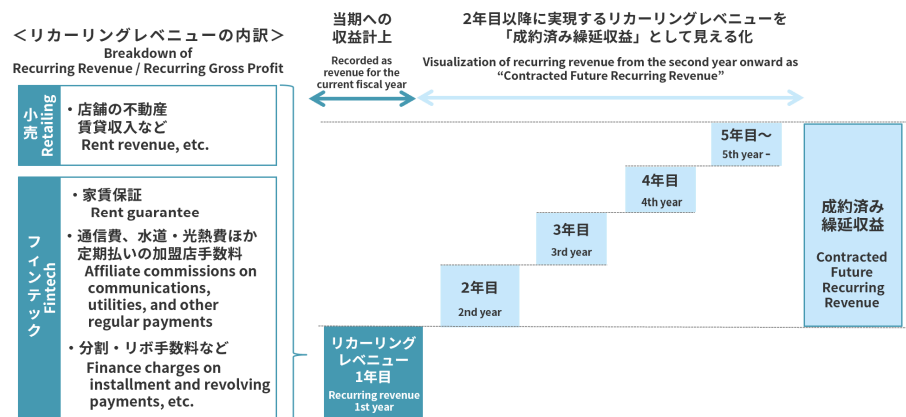 ＜リカーリングレベニューの内訳＞
Breakdown of
Recurring Revenue / Recurring Gross Profit
小売
Retailing
・店舗の不動産
賃貸収入など
Rent revenue, etc.
フィンテック
Fintech
・家賃保証
Rent guarantee
・通信費、水道・光熱費ほか
定期払いの加盟店手数料
Affiliate commissions on
communications,
utilities, and other
regular payments
・分割・リボ手数料など
Finance charges on
installment and revolving
payments, etc.
当期への
収益計上
Recorded as
revenue for the
current fiscal year
2年目以降に実現するリカーリングレベニューを
「成約済み繰延収益」として見える化
Visualization of recurring revenue from the second year onward as
“Contracted Future Recurring Revenue”
リカーリング
レベニュー
1年目
Recurring revenue
1st year
2年目
2nd year
3年目
3rd year
4年目
4th year
5年目～
5th year –
成約済み
繰延収益
Contracted
Future
Recurring
Revenue